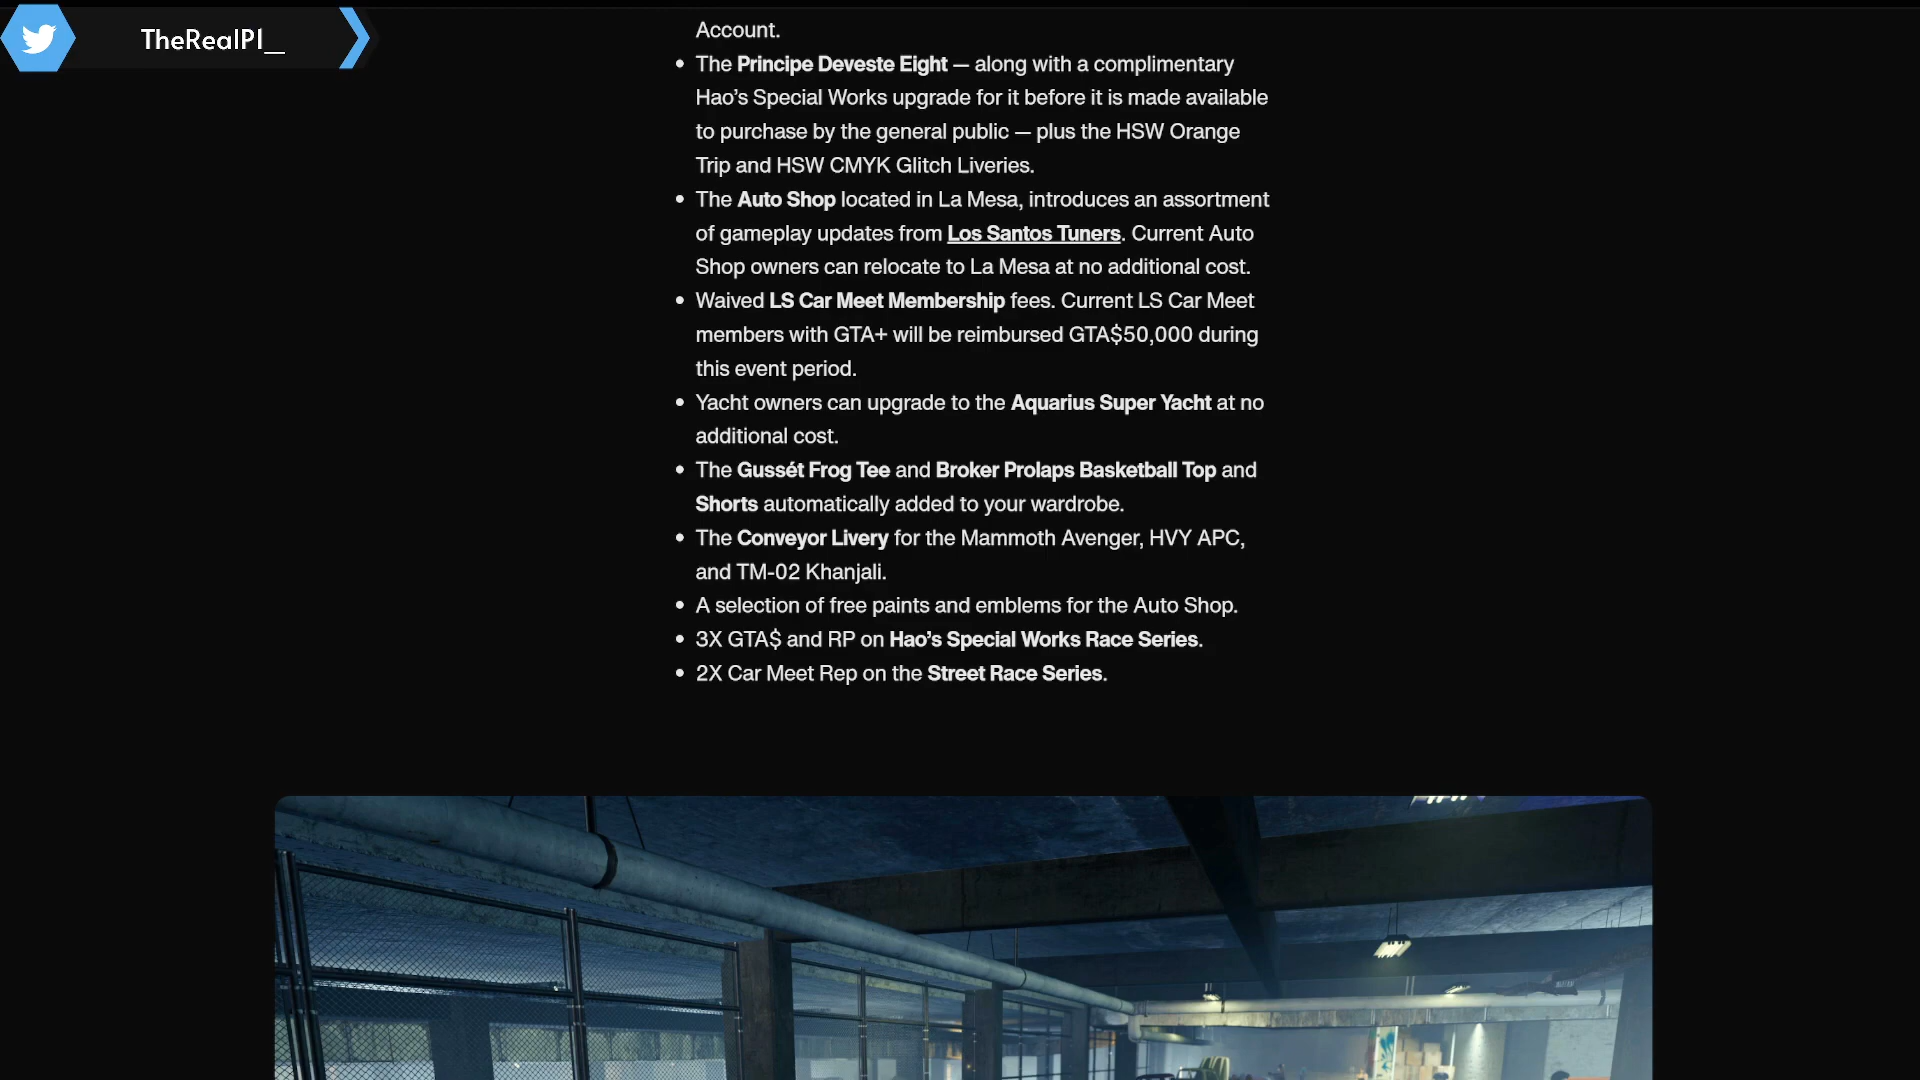 TheRealPI__
Account.
• The Principe Deveste Eight — along with a complimentary
Hao’s Special Works upgrade for it before it is made available
to purchase by the general public — plus the HSW Orange
Trip and HSW CMYK Glitch Liveries.
• The Auto Shop located in La Mesa, introduces an assortment
of gameplay updates from Los Santos Tuners. Current Auto
Shop owners can relocate to La Mesa at no additional cost.
• Waived LS Car Meet Membership fees. Current LS Car Meet
members with GTA+ will be reimbursed GTA$50,000 during
this event period.
• Yacht owners can upgrade to the Aquarius Super Yacht at no
additional cost.
• The Gussét Frog Tee and Broker Prolaps Basketball Top and
Shorts automatically added to your wardrobe.
• The Conveyor Livery for the Mammoth Avenger, HVY APC,
and TM-02 Khanjali.
• A selection of free paints and emblems for the Auto Shop.
• 3X GTA$ and RP on Hao’s Special Works Race Series.
• 2X Car Meet Rep on the Street Race Series.